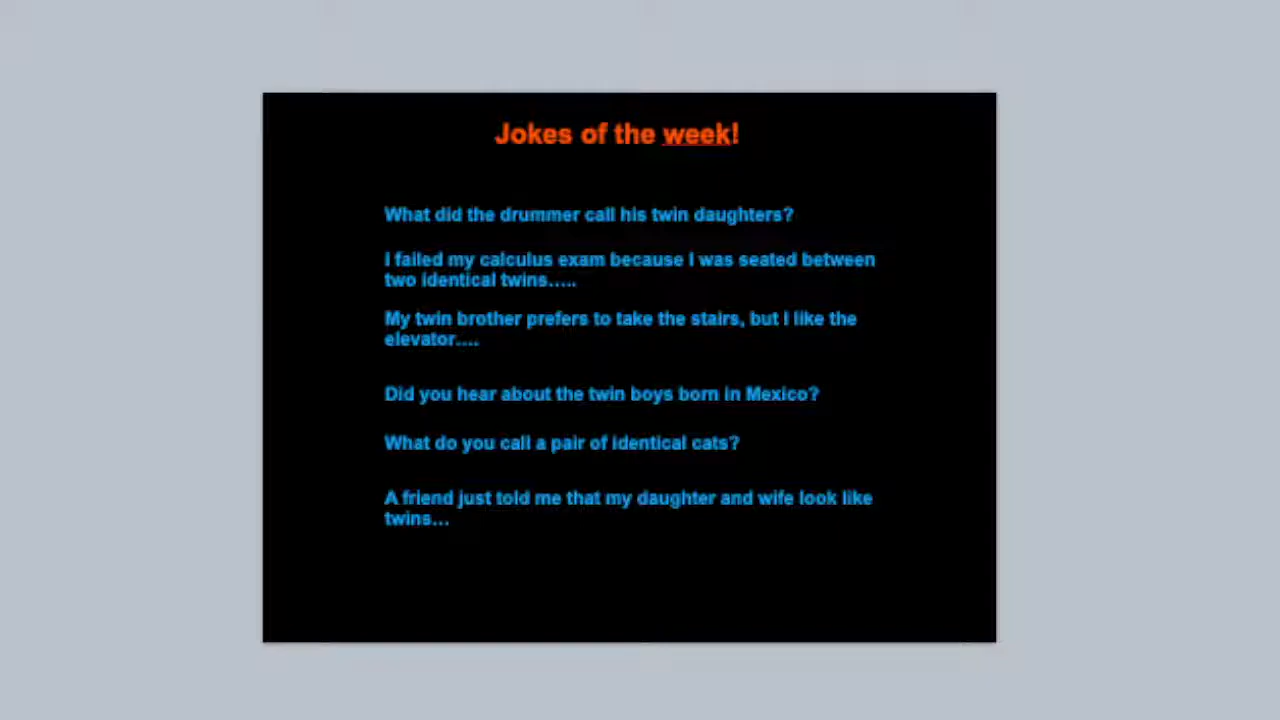 Jokes of the week!
What did the drummer call his twin daughters?
I failed my calculus exam because I was seated between
two identical twins.....
My twin brother prefers to take the stairs, but I like the
elevator....
Did you hear about the twin boys born in Mexico?
What do you call a pair of identical cats?
A friend just told me that my daughter and wife look like
twins...